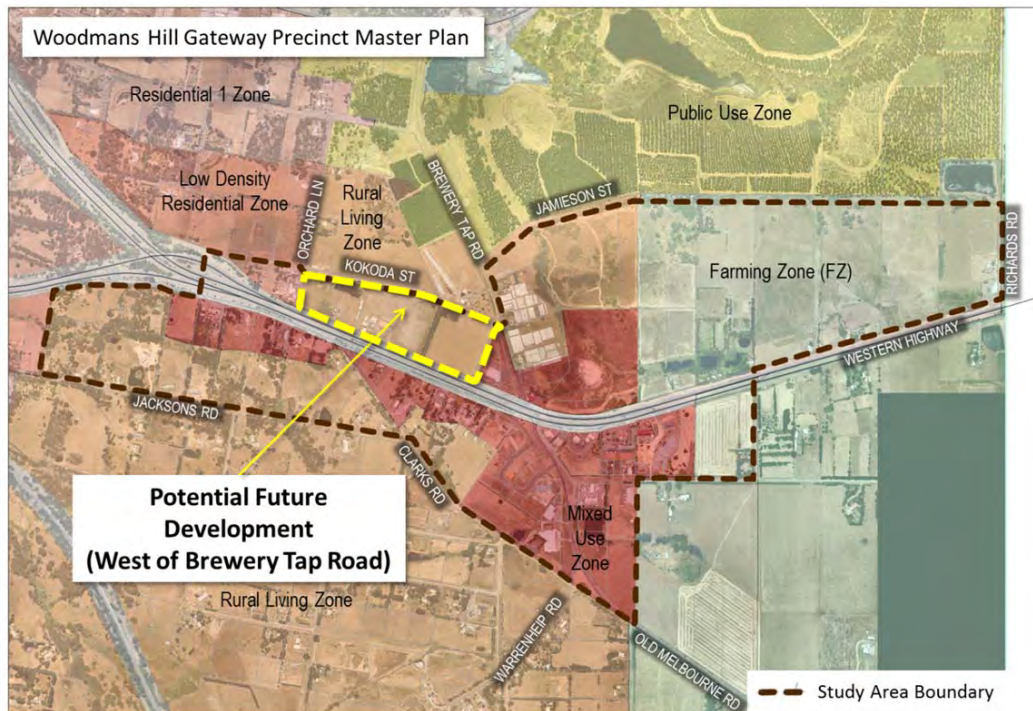 Woodmans Hill Gateway Precinct Master Plan
Residential 1 Zone
Public Use Zone
Low Density
Residential Zone
ORCHARD LN
Rural
Living
Zone
BREWERY TAP RD
JAMIESON ST
KOKODA ST
Farming Zone (FZ)
RICHARDS RD
WESTERN HIGHWAY
JACKSONS RD
CLARKS RD
Potential Future
Development
(West of Brewery Tap Road)
Mixed
Use
Zone
Rural Living Zone
WARRENHEIP RD
OLD MELBOURNE RD
Study Area Boundary